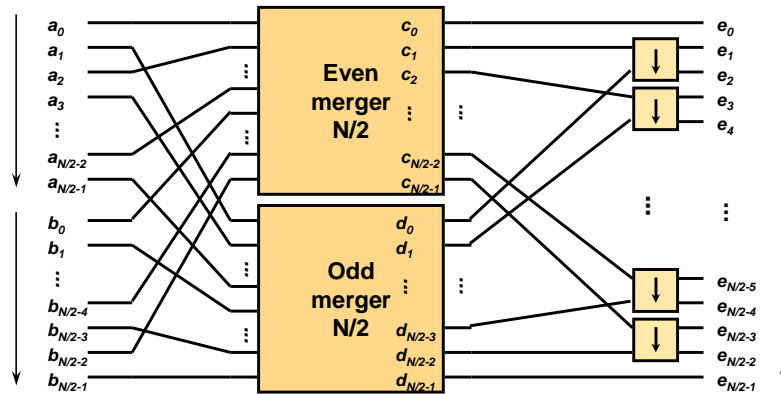 a0
a1
a2
a3
...
aN/2-2
aN/2-1
b0
b1
...
bN/2-4
bN/2-3
bN/2-2
bN/2-1
...
...
Even
merger
N/2
c0
c1
c2
...
cN/2-2
cN/2-1
...
...
Odd
merger
N/2
d0
d1
...
dN/2-3
dN/2-2
dN/2-1
...
...
↓
↓
...
↓
↓
e0
e1
e2
e3
e4
...
eN/2-5
eN/2-4
eN/2-3
eN/2-2
eN/2-1